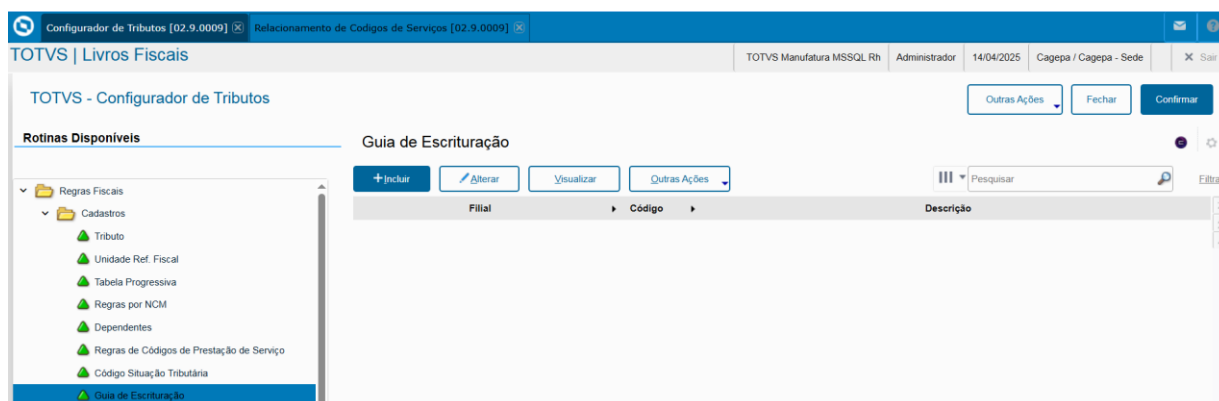 Configurador de Tributos [02.9.0009] Relacionamento de Codigos de Serviços [02.9.0009]
TOTVS | Livros Fiscais
TOTVS Manufatura MSSQL Rh Administrador 14/04/2025 Cagepa / Cagepa - Sede X Sair
TOTVS - Configurador de Tributos
Outras Ações Fechar Confirmar
Rotinas Disponíveis
Guia de Escrituração
+Incluir Alterar Visualizar Outras Ações Pesquisar Filtra
Filial Código Descrição
Regras Fiscais
Cadastros
Tributo
Unidade Ref. Fiscal
Tabela Progressiva
Regras por NCM
Dependentes
Regras de Códigos de Prestação de Serviço
Código Situação Tributária
Guia de Escrituração